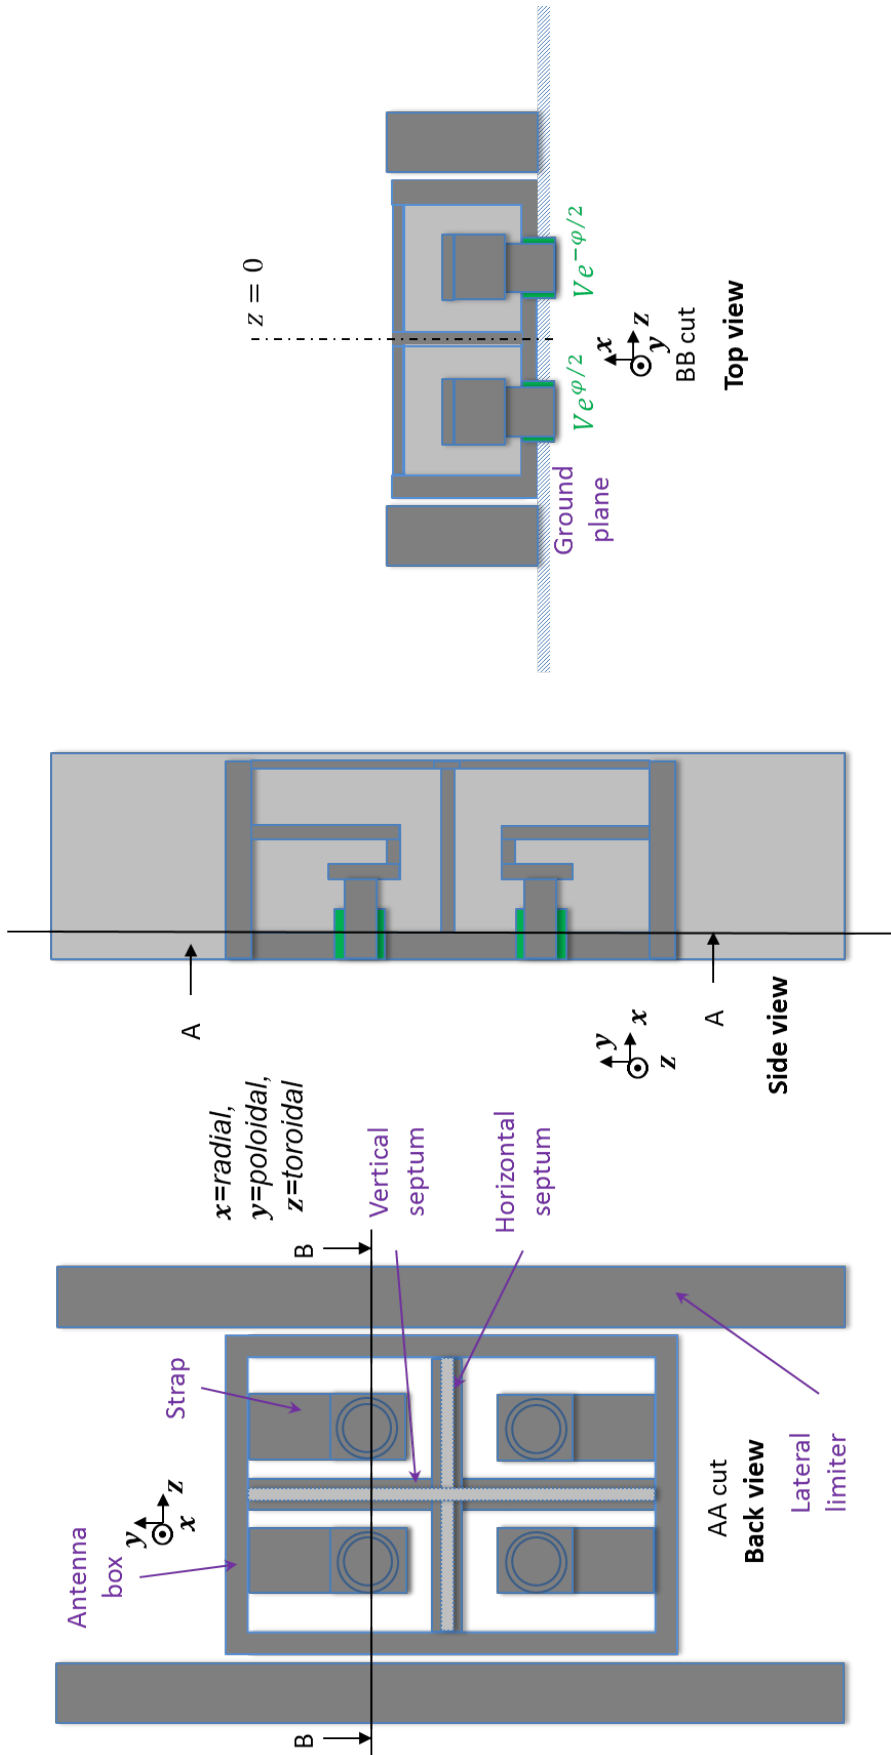 Antenna
box
y
z
x
Strap
B
B
x=radial,
y=poloidal,
z=toroidal
Vertical
septum
Horizontal
septum
Lateral
limiter
AA cut
Back view
A
A
y
x
z
Side view
z = 0
Ve^{φ/2}
Ve^{-φ/2}
Ground
plane
x
z
y
BB cut
Top view